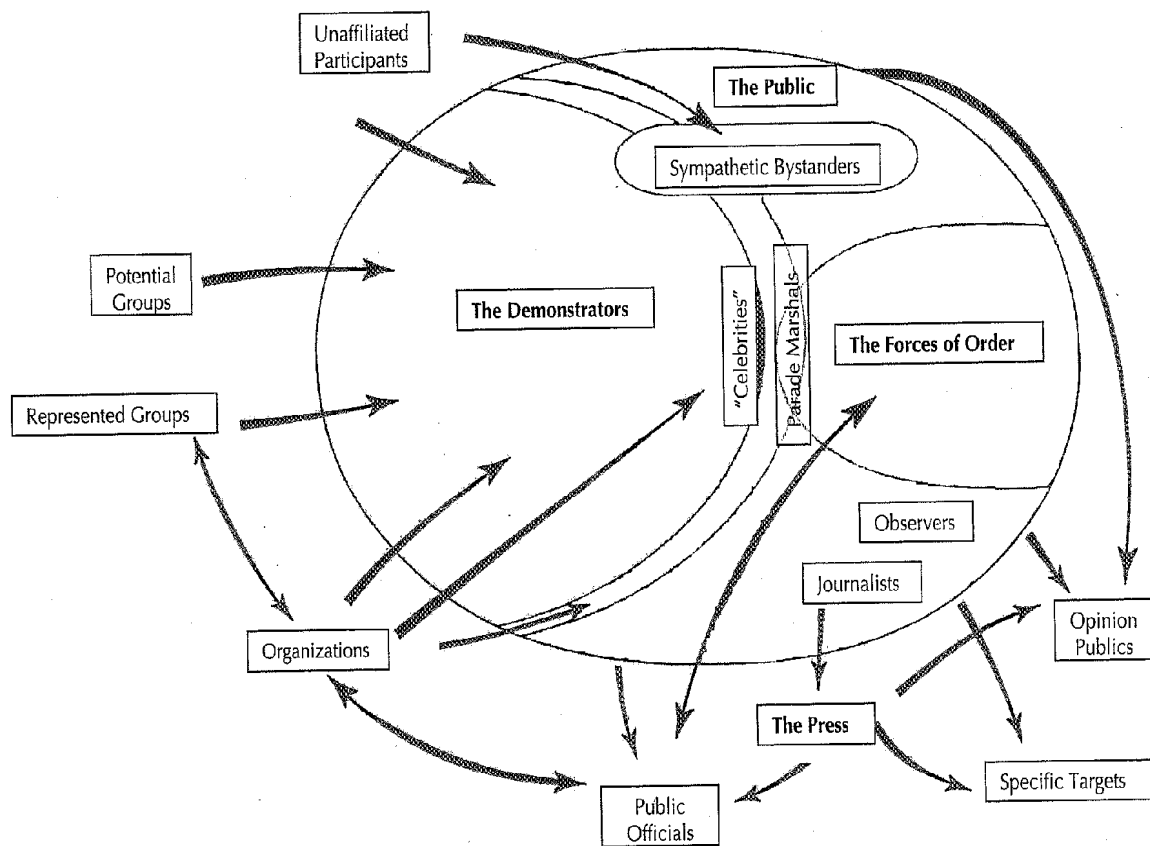 Unaffiliated
Participants
The Public
Sympathetic Bystanders
Potential
Groups
The Demonstrators
"Celebrities"
Parade Marshals
The Forces of Order
Represented Groups
Observers
Journalists
Organizations
Opinion
Publics
The Press
Specific Targets
Public
Officials